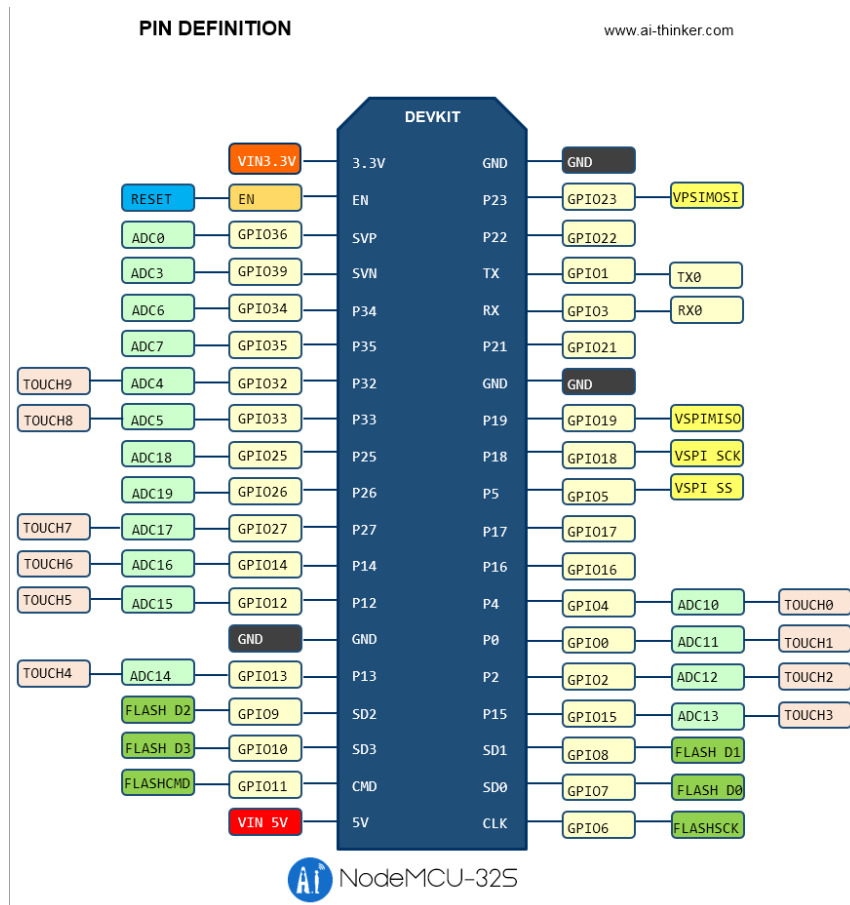 PIN DEFINITION
www.ai-thinker.com
DEVKIT
VIN3.3V 3.3V GND GND
RESET EN EN P23 GPIO23 VPSIMOSI
ADC0 GPIO36 SVP P22 GPIO22
ADC3 GPIO39 SVN TX GPIO1 TX0
ADC6 GPIO34 P34 RX GPIO3 RX0
ADC7 GPIO35 P35 P21 GPIO21
TOUCH9 ADC4 GPIO32 P32 GND GND
TOUCH8 ADC5 GPIO33 P33 P19 GPIO19 VSPIMISO
ADC18 GPIO25 P25 P18 GPIO18 VSPI SCK
ADC19 GPIO26 P26 P5 GPIO5 VSPI SS
TOUCH7 ADC17 GPIO27 P27 P17 GPIO17
TOUCH6 ADC16 GPIO14 P14 P16 GPIO16
TOUCH5 ADC15 GPIO12 P12 P4 GPIO4 ADC10 TOUCH0
GND GND P0 GPIO0 ADC11 TOUCH1
TOUCH4 ADC14 GPIO13 P13 P2 GPIO2 ADC12 TOUCH2
FLASH D2 GPIO9 SD2 P15 GPIO15 ADC13 TOUCH3
FLASH D3 GPIO10 SD3 SD1 GPIO8 FLASH D1
FLASHCMD GPIO11 CMD SD0 GPIO7 FLASH D0
VIN 5V 5V CLK GPIO6 FLASHSCK
Ai NodeMCU-32S